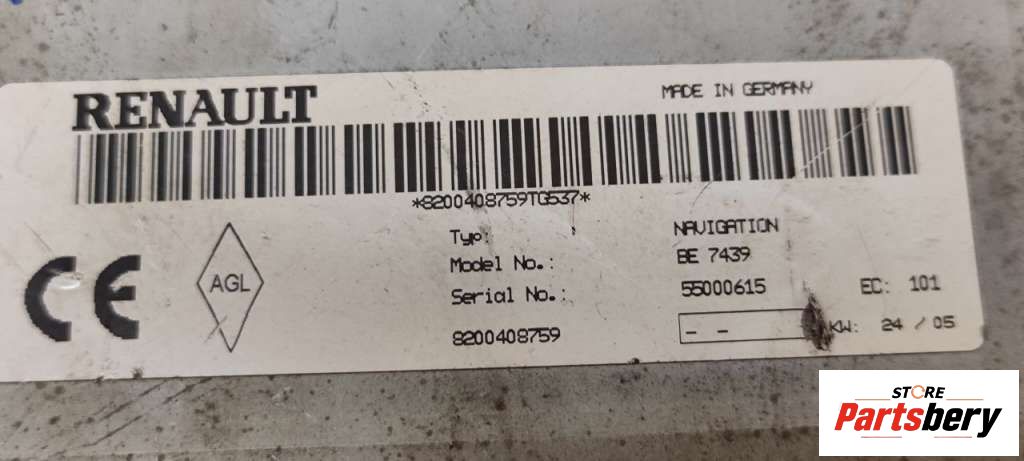 RENAULT
MADE IN GERMANY
*8200408759TG537*
Typ: NAVIGATION
Model No.: BE 7439
AGL
Serial No.: 55000615 EC: 101
8200408759 – – KW: 24 / 05
CE
STORE
Partsbery